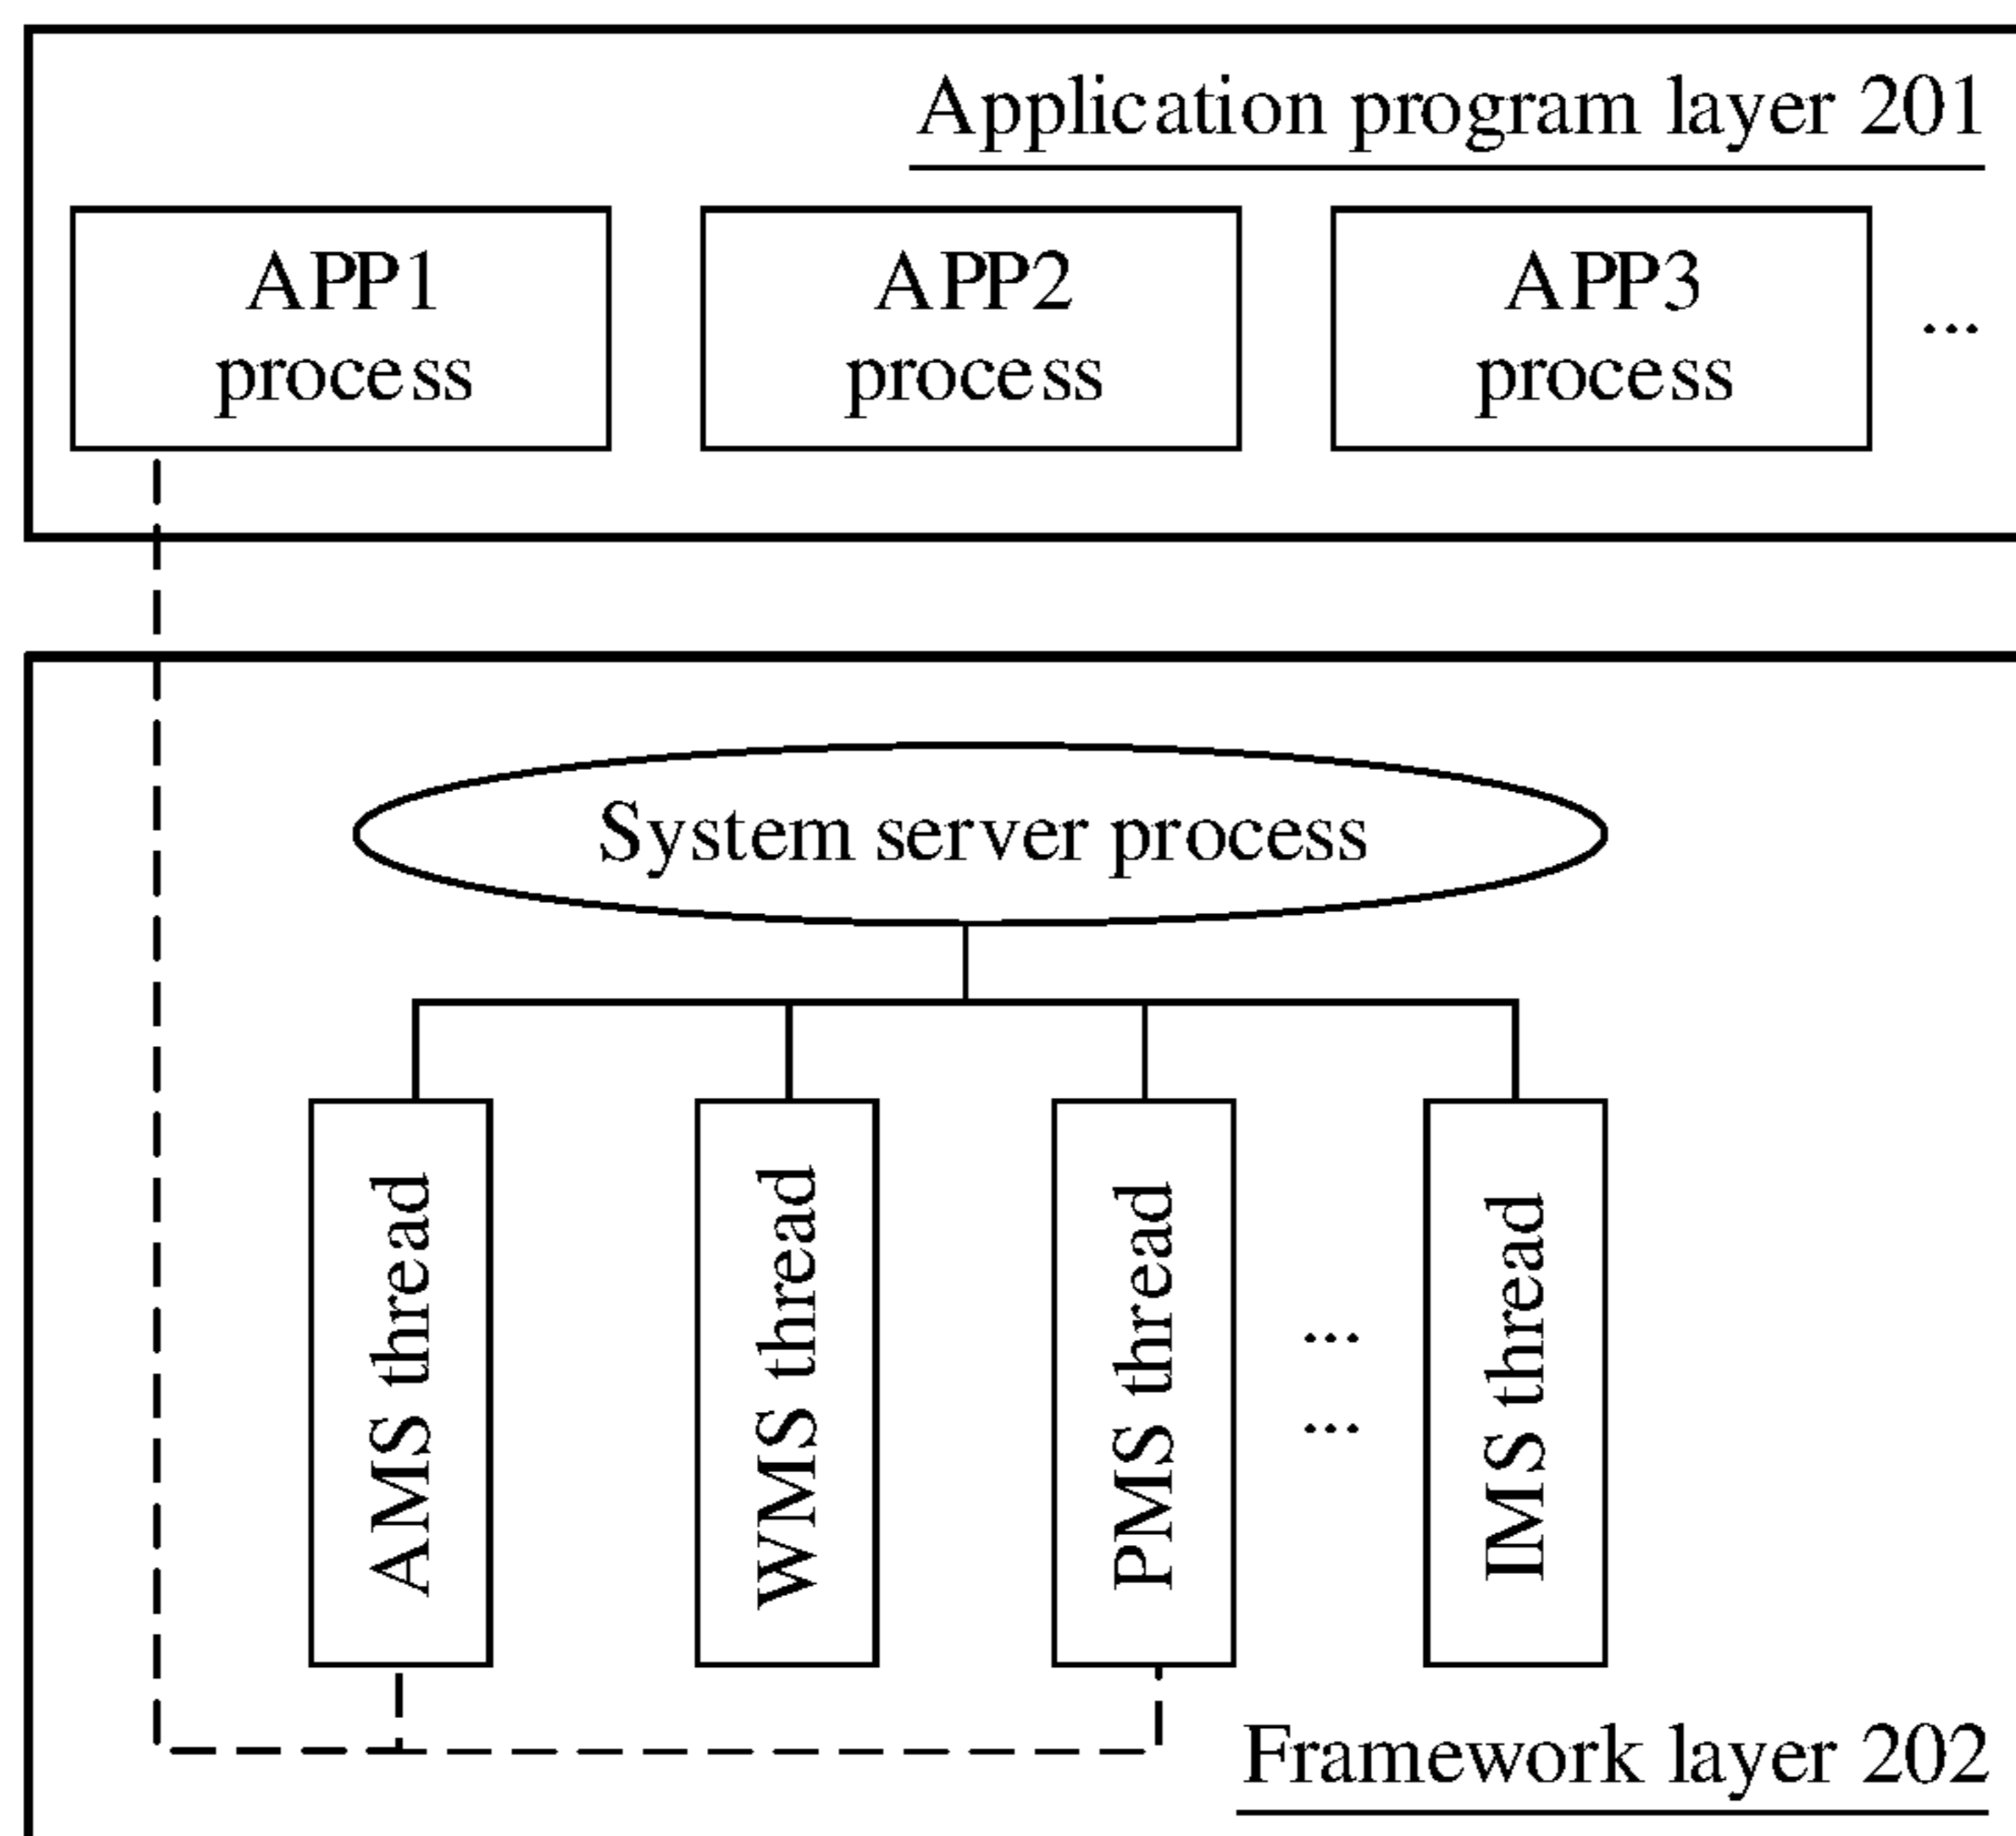 Application program layer 201
APP1
process
APP2
process
APP3
process
...
System server process
AMS thread
WMS thread
PMS thread
...
...
IMS thread
Framework layer 202